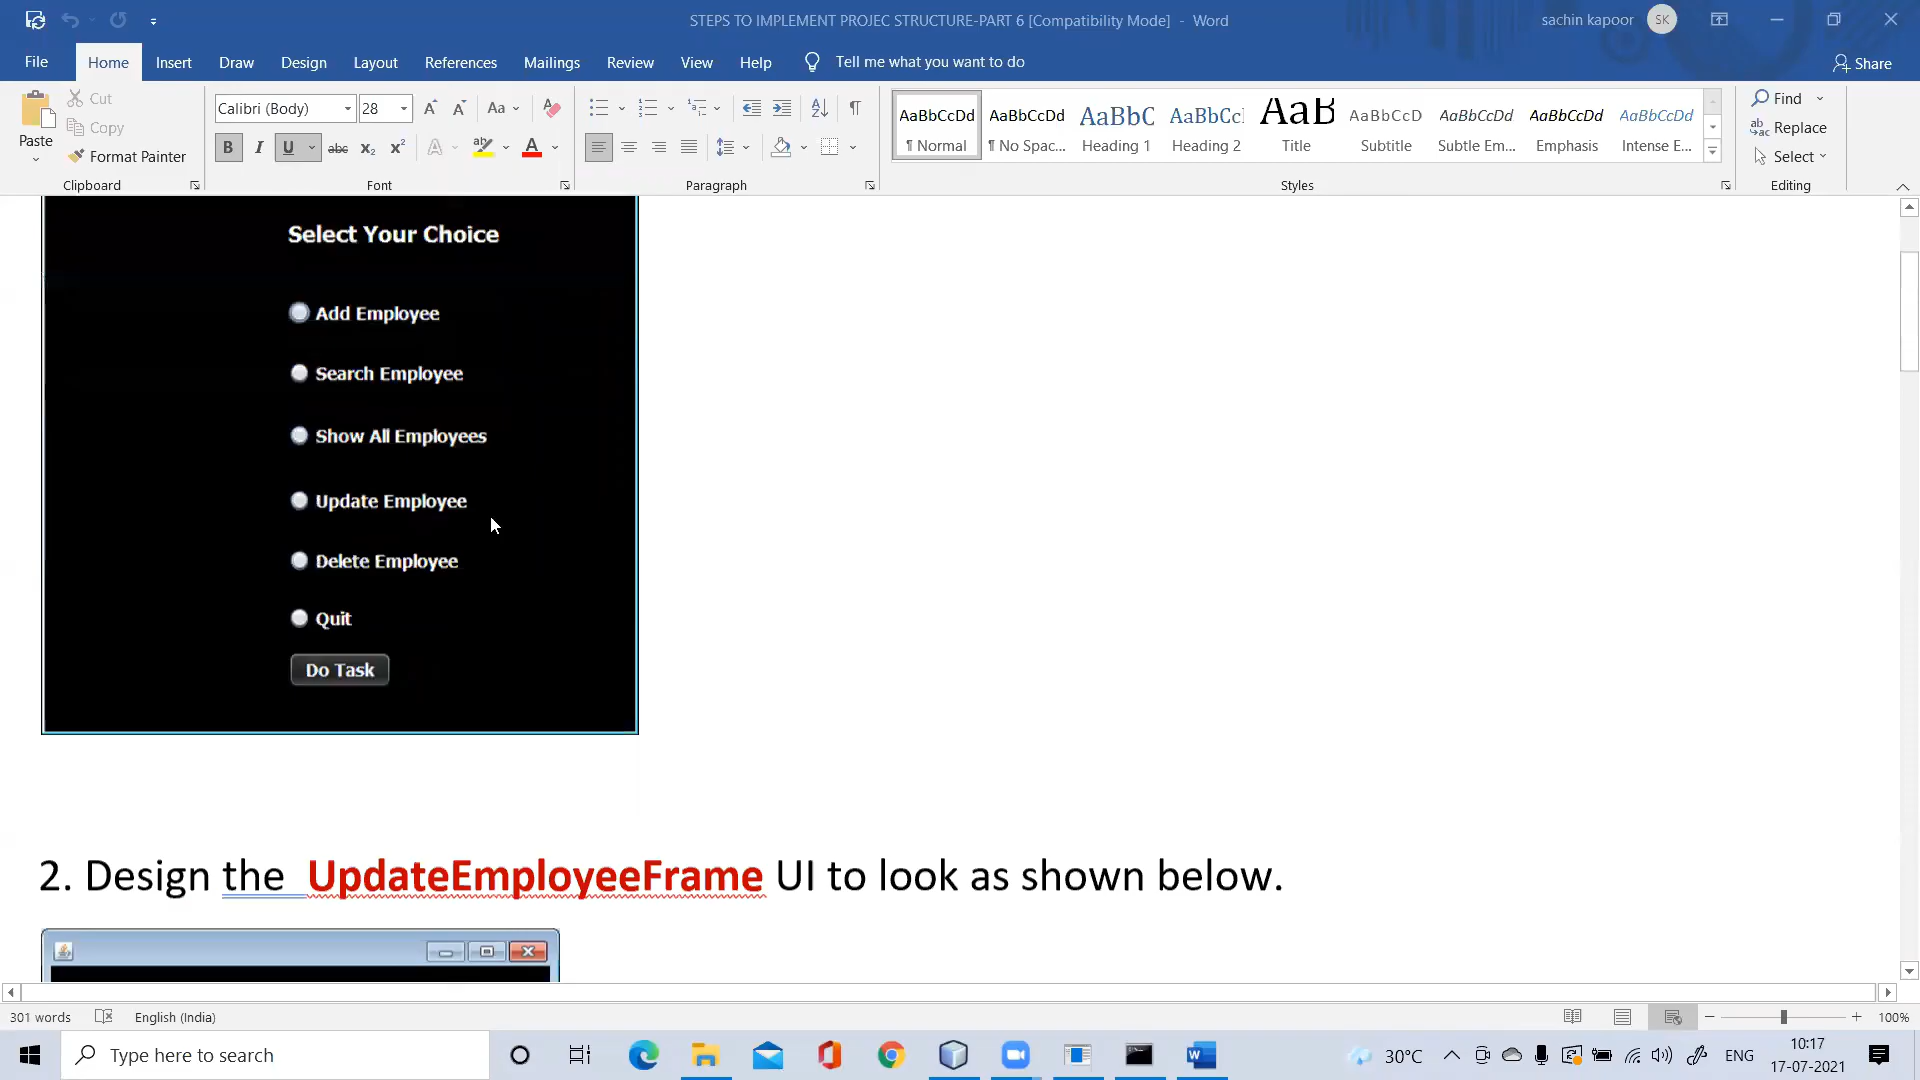 STEPS TO IMPLEMENT PROJEC STRUCTURE-PART 6 [Compatibility Mode] - Word
sachin kapoor SK
File Home Insert Draw Design Layout References Mailings Review View Help Tell me what you want to do Share
Paste
Cut
Copy
Format Painter
Clipboard
Calibri (Body) 28 Aa
B I U abc x₂ x² A A
Font
Paragraph
AaBbCcDd AaBbCcDd AaBbC AaBbCc AaB AaBbCcD AaBbCcDd AaBbCcDd AaBbCcDd
¶ Normal ¶ No Spac... Heading 1 Heading 2 Title Subtitle Subtle Em... Emphasis Intense E...
Styles
Find
Replace
Select
Editing
Select Your Choice
Add Employee
Search Employee
Show All Employees
Update Employee
Delete Employee
Quit
Do Task
2. Design the UpdateEmployeeFrame UI to look as shown below.
301 words English (India) 100%
Type here to search 30°C ENG 10:17
17-07-2021